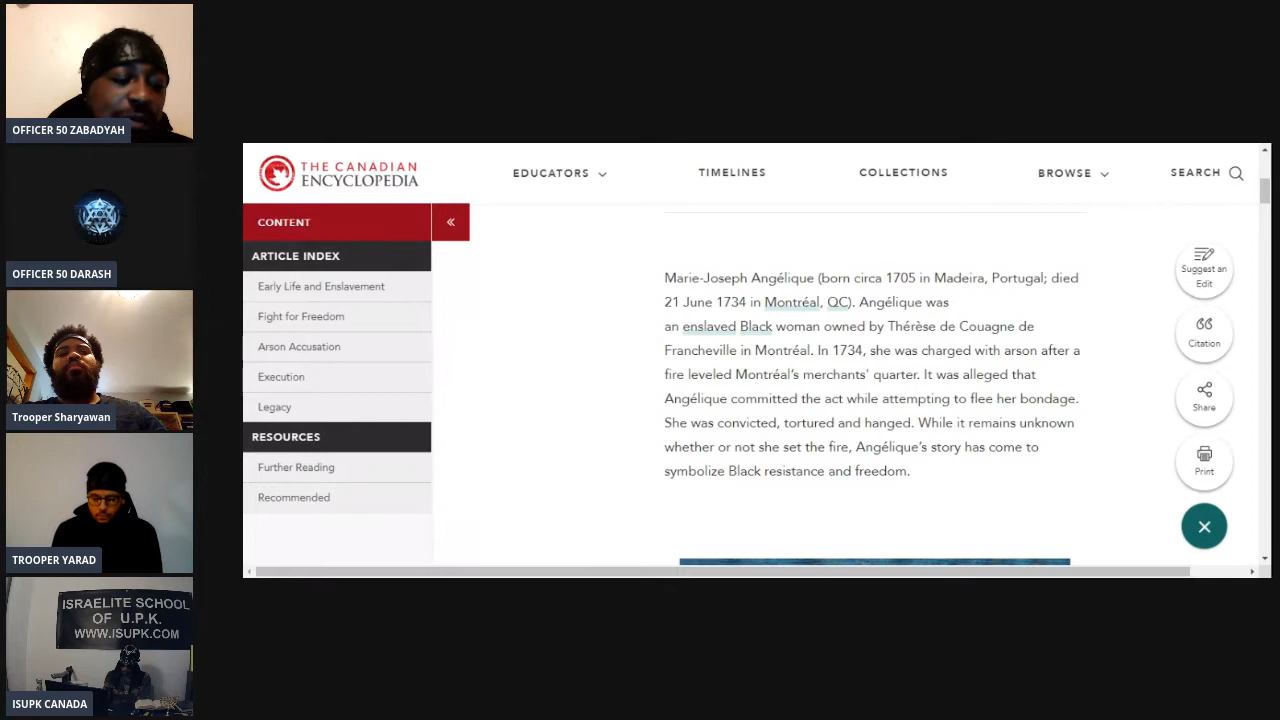 OFFICER 50 ZABADYAH
OFFICER 50 DARASH
Trooper Sharyawan
TROOPER YARAD
ISRAELITE SCHOOL
OF U.P.K.
WWW.ISUPK.COM
ISUPK CANADA
THE CANADIAN
ENCYCLOPEDIA
EDUCATORS
TIMELINES
COLLECTIONS
BROWSE
SEARCH
CONTENT
«
ARTICLE INDEX
Early Life and Enslavement
Fight for Freedom
Arson Accusation
Execution
Legacy
RESOURCES
Further Reading
Recommended
Marie-Joseph Angélique (born circa 1705 in Madeira, Portugal; died
21 June 1734 in Montréal, QC). Angélique was
an enslaved Black woman owned by Thérèse de Couagne de
Francheville in Montréal. In 1734, she was charged with arson after a
fire leveled Montréal's merchants' quarter. It was alleged that
Angélique committed the act while attempting to flee her bondage.
She was convicted, tortured and hanged. While it remains unknown
whether or not she set the fire, Angélique's story has come to
symbolize Black resistance and freedom.
Suggest an
Edit
Citation
Share
Print